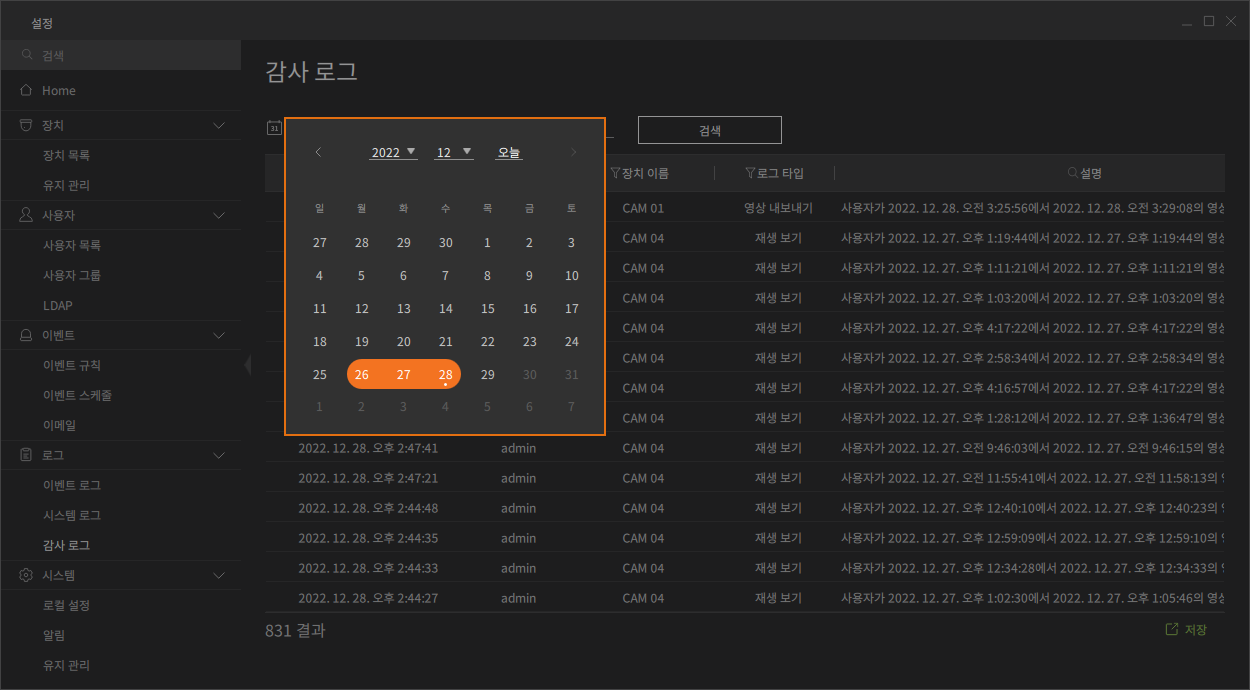 설정
검색
Home
장치
장치 목록
유지 관리
사용자
사용자 목록
사용자 그룹
LDAP
이벤트
이벤트 규칙
이벤트 스케줄
이메일
로그
이벤트 로그
시스템 로그
감사 로그
시스템
로컬 설정
알림
유지 관리
감사 로그
31
검색
2022 12 오늘
일 월 화 수 목 금 토
27 28 29 30 1 2 3
4 5 6 7 8 9 10
11 12 13 14 15 16 17
18 19 20 21 22 23 24
25 26 27 28 29 30 31
1 2 3 4 5 6 7
장치 이름 로그 타입 설명
CAM 01 영상 내보내기 사용자가 2022. 12. 28. 오전 3:25:56에서 2022. 12. 28. 오전 3:29:08의 영상
CAM 04 재생 보기 사용자가 2022. 12. 27. 오후 1:19:44에서 2022. 12. 27. 오후 1:19:44의 영상
CAM 04 재생 보기 사용자가 2022. 12. 27. 오후 1:11:21에서 2022. 12. 27. 오후 1:11:21의 영상
CAM 04 재생 보기 사용자가 2022. 12. 27. 오후 1:03:20에서 2022. 12. 27. 오후 1:03:20의 영상
CAM 04 재생 보기 사용자가 2022. 12. 27. 오후 4:17:22에서 2022. 12. 27. 오후 4:17:22의 영상
CAM 04 재생 보기 사용자가 2022. 12. 27. 오후 2:58:34에서 2022. 12. 27. 오후 2:58:34의 영상
CAM 04 재생 보기 사용자가 2022. 12. 27. 오후 4:16:57에서 2022. 12. 27. 오후 4:17:22의 영상
CAM 04 재생 보기 사용자가 2022. 12. 27. 오후 1:28:12에서 2022. 12. 27. 오후 1:36:47의 영상
2022. 12. 28. 오후 2:47:41 admin CAM 04 재생 보기 사용자가 2022. 12. 27. 오전 9:46:03에서 2022. 12. 27. 오전 9:46:15의 영상
2022. 12. 28. 오후 2:47:21 admin CAM 04 재생 보기 사용자가 2022. 12. 27. 오전 11:55:41에서 2022. 12. 27. 오전 11:58:13의
2022. 12. 28. 오후 2:44:48 admin CAM 04 재생 보기 사용자가 2022. 12. 27. 오후 12:40:10에서 2022. 12. 27. 오후 12:40:23의
2022. 12. 28. 오후 2:44:35 admin CAM 04 재생 보기 사용자가 2022. 12. 27. 오후 12:59:09에서 2022. 12. 27. 오후 12:59:10의
2022. 12. 28. 오후 2:44:33 admin CAM 04 재생 보기 사용자가 2022. 12. 27. 오후 12:34:28에서 2022. 12. 27. 오후 12:34:33의
2022. 12. 28. 오후 2:44:27 admin CAM 04 재생 보기 사용자가 2022. 12. 27. 오후 1:02:30에서 2022. 12. 27. 오후 1:05:46의 영상
831 결과
저장